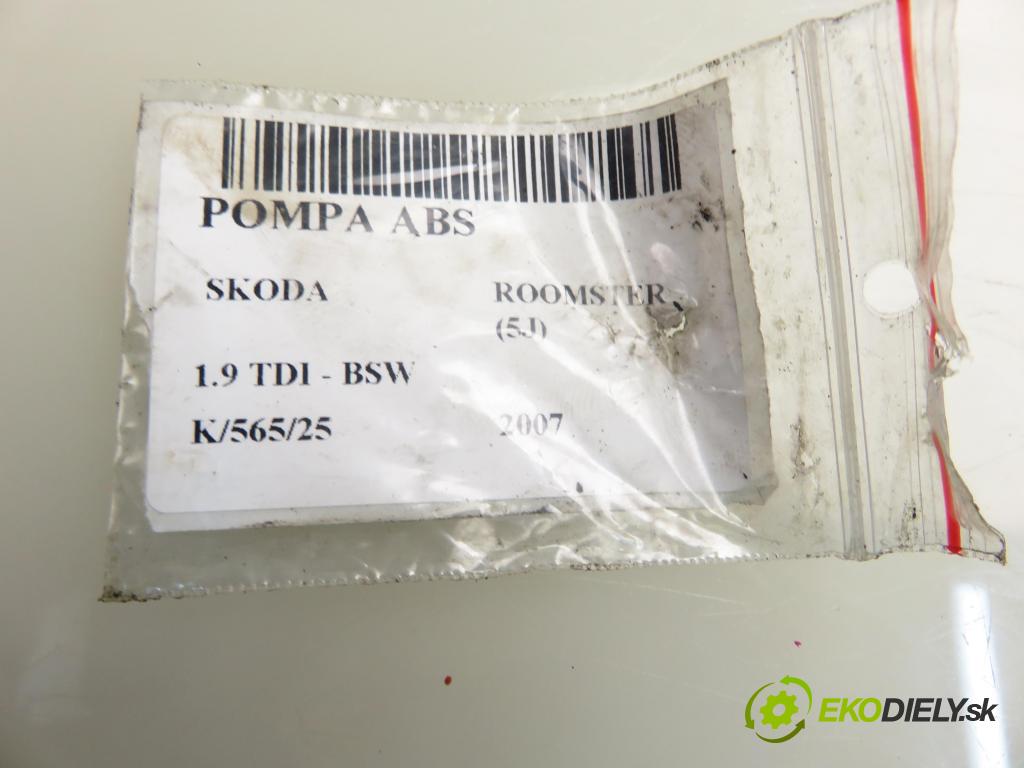 POMPA ABS
SKODA ROOMSTER
(5J)
1.9 TDI - BSW
K/565/25 2007
EKODIELY.sk